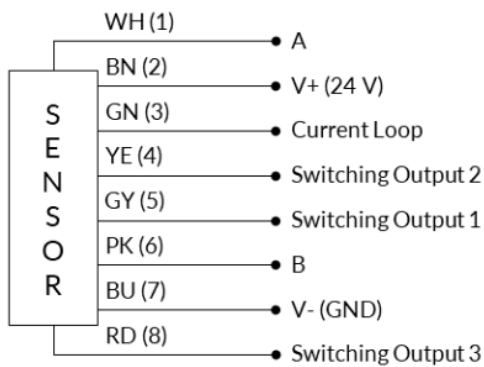 WH (1)
A
BN (2)
V+ (24 V)
GN (3)
Current Loop
YE (4)
Switching Output 2
GY (5)
Switching Output 1
PK (6)
B
BU (7)
V- (GND)
RD (8)
Switching Output 3
SENSOR